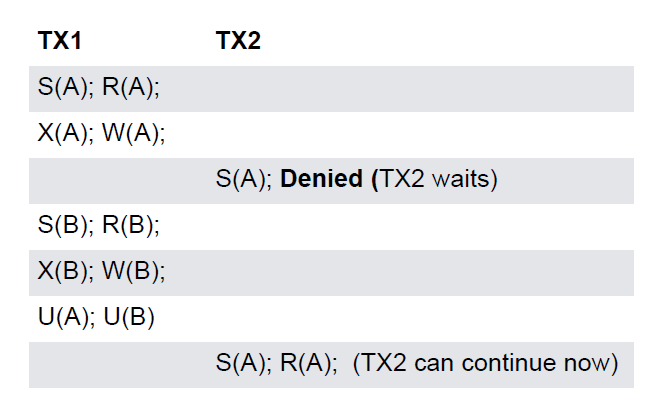 TX1 TX2
S(A); R(A);
X(A); W(A);
S(A); Denied (TX2 waits)
S(B); R(B);
X(B); W(B);
U(A); U(B)
S(A); R(A); (TX2 can continue now)